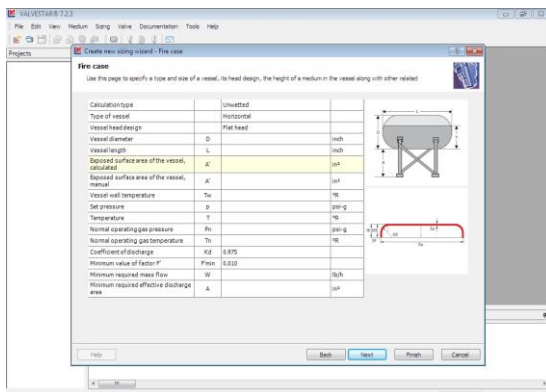 VALVESTAR® 7.2.3
File Edit View Medium Sizing Valve Documentation Tools Help
Projects
Create new sizing wizard - Fire case
Fire case
Use this page to specify a type and size of a vessel, its head design, the height of a medium in the vessel along with other related
Calculation type Unwetted
Type of vessel Horizontal
Vessel head design Flat head
Vessel diameter D inch
Vessel length L inch
Exposed surface area of the vessel, calculated A' in²
Exposed surface area of the vessel, manual A' in²
Vessel wall temperature Tw °R
Set pressure p psi-g
Temperature T °R
Normal operating gas pressure Pn psi-g
Normal operating gas temperature Tn °R
Coefficient of discharge Kd 0.975
Minimum value of factor F' F'min 0.010
Minimum required mass flow W lb/h
Minimum required effective discharge area A in²
L
Help Back Next Finish Cancel